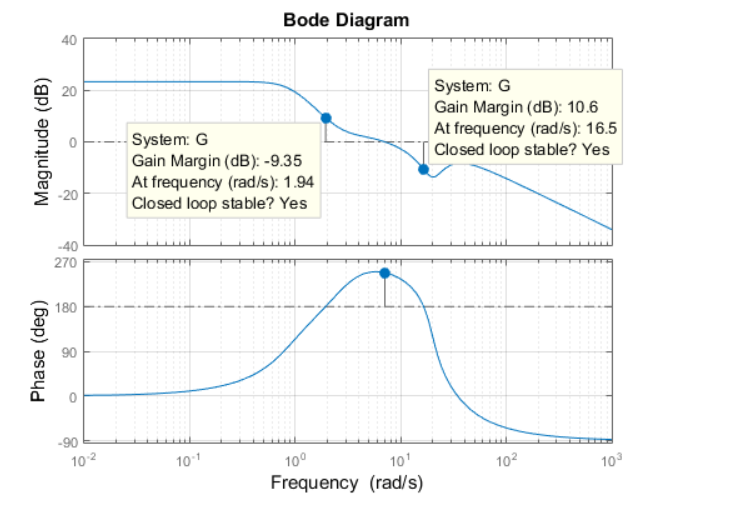 Bode Diagram
Magnitude (dB)
40
20
0
-20
-40
System: G
Gain Margin (dB): -9.35
At frequency (rad/s): 1.94
Closed loop stable? Yes
System: G
Gain Margin (dB): 10.6
At frequency (rad/s): 16.5
Closed loop stable? Yes
Phase (deg)
270
180
90
0
-90
10-2 10-1 100 101 102 103
Frequency (rad/s)